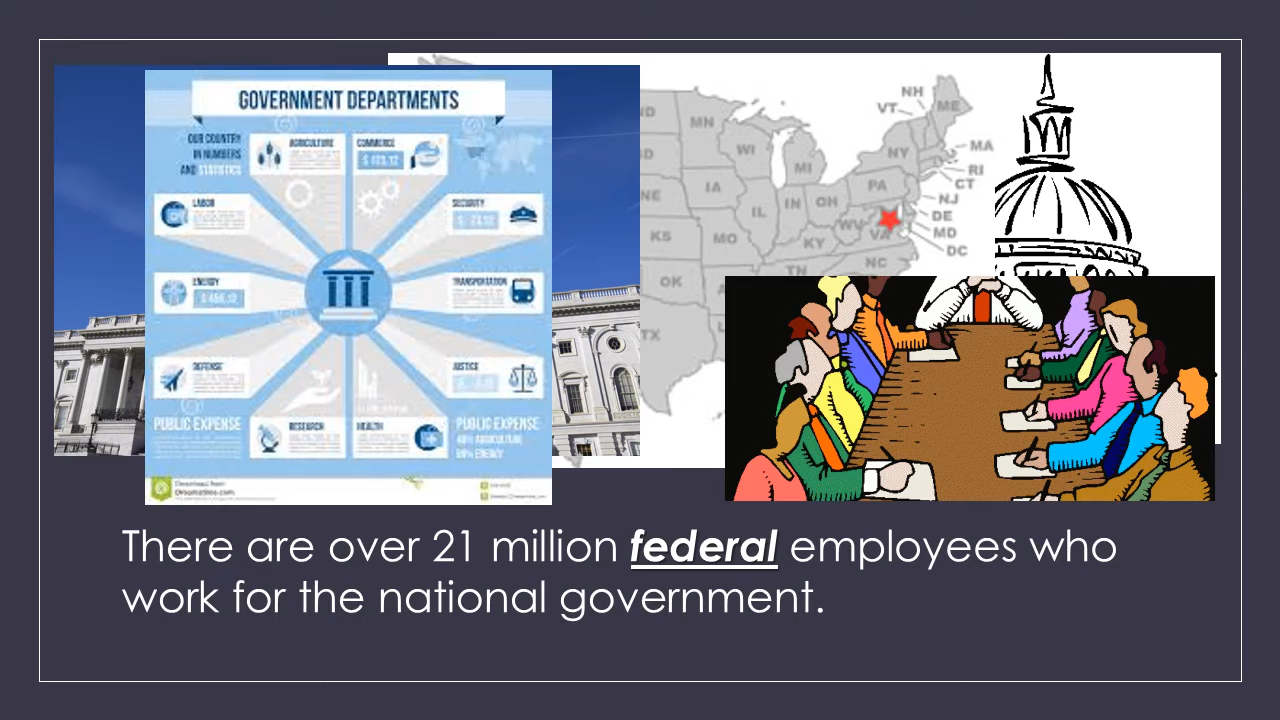 GOVERNMENT DEPARTMENTS
OUR COUNTRY
IN NUMBERS
AND STATISTICS
AGRICULTURE
COMMERCE
LABOR
SECURITY
ENERGY
TRANSPORTATION
DEFENSE
JUSTICE
PUBLIC EXPENSE
RESEARCH
HEALTH
PUBLIC EXPENSE
NH
VT
ME
MN
WI
MI
NY
MA
RI
CT
IA
PA
NJ
NE
IL
IN
OH
DE
MD
WV
VA
DC
KS
MO
KY
NC
TN
OK
TX
There are over 21 million federal employees who
work for the national government.